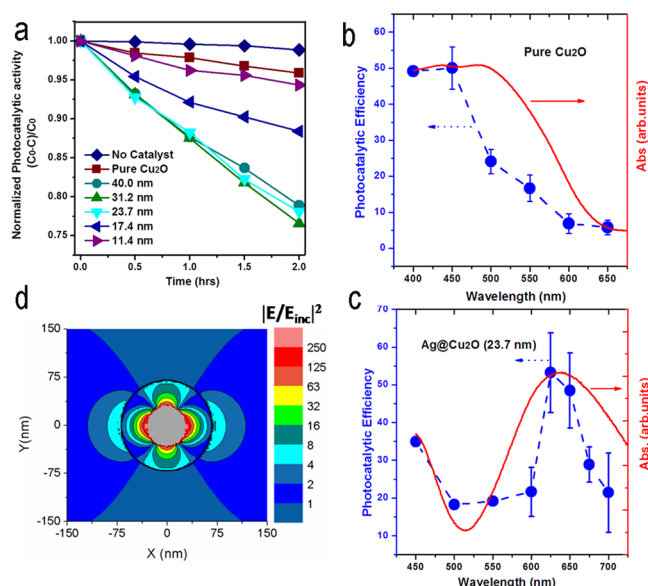 a
1.00
0.95
0.90
0.85
0.80
0.75
Normalized Photocatalytic activity
(Co-C)/C0
No Catalyst
Pure Cu2O
40.0 nm
31.2 nm
23.7 nm
17.4 nm
11.4 nm
0.0 0.5 1.0 1.5 2.0
Time (hrs)
b
Pure Cu2O
60
50
40
30
20
10
0
Photocatalytic Efficiency
Abs (arb.units)
400 450 500 550 600 650
Wavelength (nm)
d
|E/Einc|²
150
75
0
-75
-150
Y(nm)
-150 -75 0 75 150
X (nm)
250
125
63
32
16
8
4
2
1
c
Ag@Cu2O (23.7 nm)
70
60
50
40
30
20
10
Photocatalytic Efficiency
Abs.(arb.units)
450 500 550 600 650 700
Wavelength (nm)